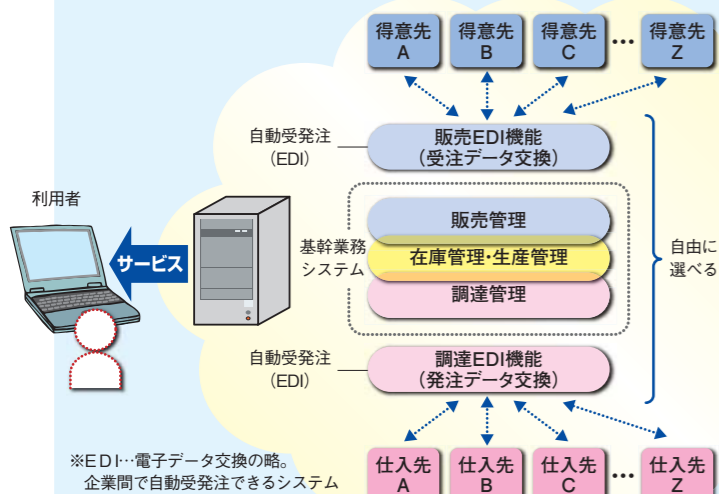 得意先
A
得意先
B
得意先
C
…
得意先
Z
自動受発注
(EDI)
販売EDI機能
(受注データ交換)
利用者
サービス
基幹業務
システム
販売管理
在庫管理・生産管理
調達管理
自由に
選べる
自動受発注
(EDI)
調達EDI機能
(発注データ交換)
※EDI…電子データ交換の略。
企業間で自動受発注できるシステム
仕入先
A
仕入先
B
仕入先
C
…
仕入先
Z